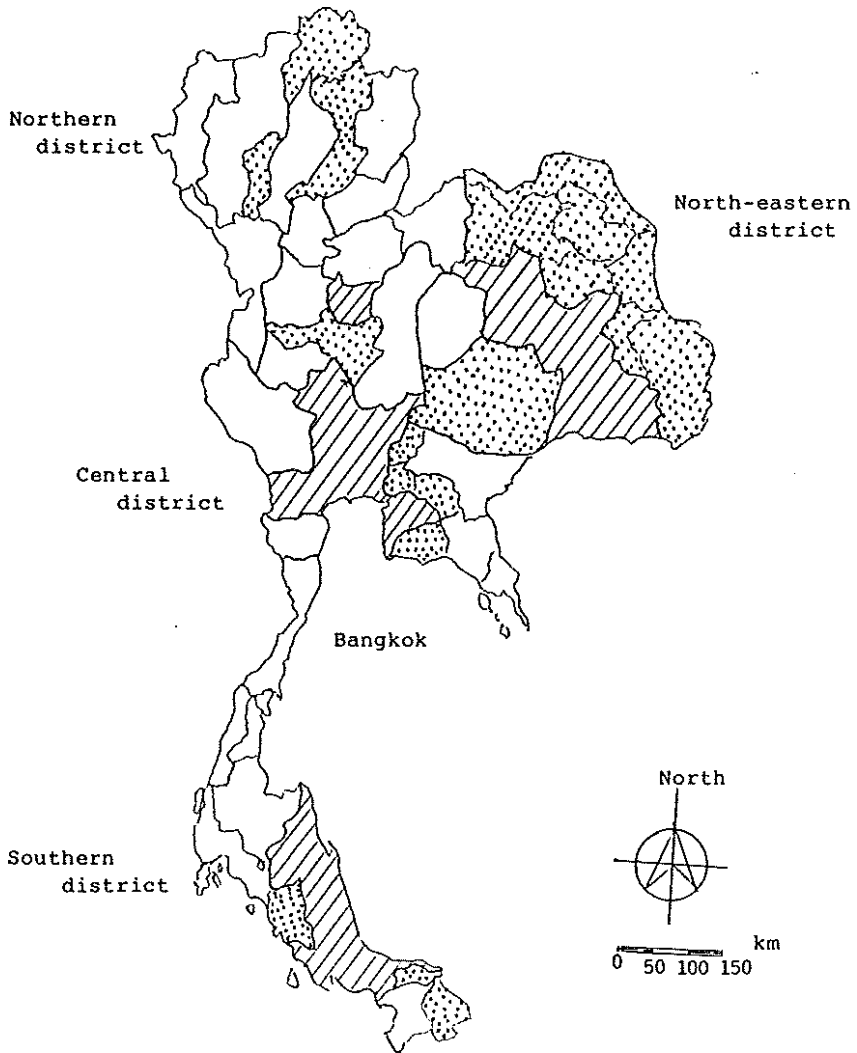 Northern
district
North-eastern
district
Central
district
Bangkok
North
Southern
district
km
0 50 100 150